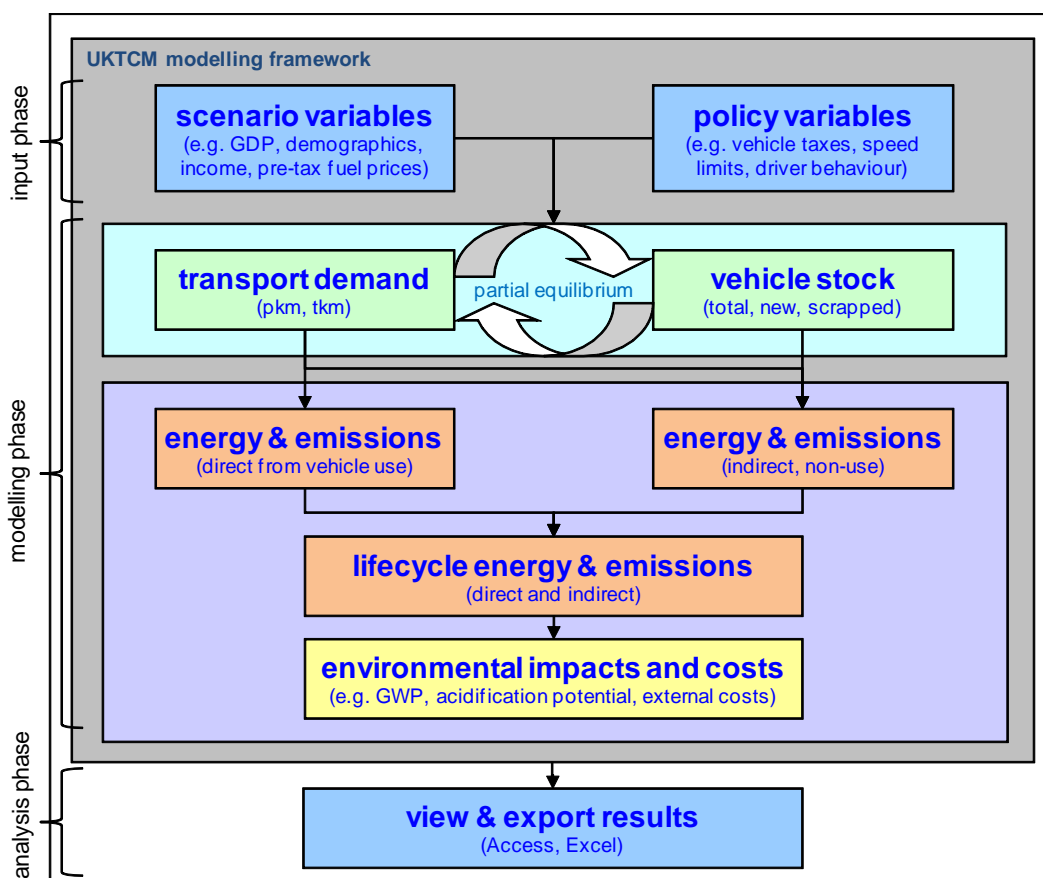 UKTCM modelling framework
input phase
scenario variables
(e.g. GDP, demographics,
income, pre-tax fuel prices)
policy variables
(e.g. vehicle taxes, speed
limits, driver behaviour)
modelling phase
transport demand
(pkm, tkm)
partial equilibrium
vehicle stock
(total, new, scrapped)
energy & emissions
(direct from vehicle use)
energy & emissions
(indirect, non-use)
lifecycle energy & emissions
(direct and indirect)
environmental impacts and costs
(e.g. GWP, acidification potential, external costs)
analysis phase
view & export results
(Access, Excel)